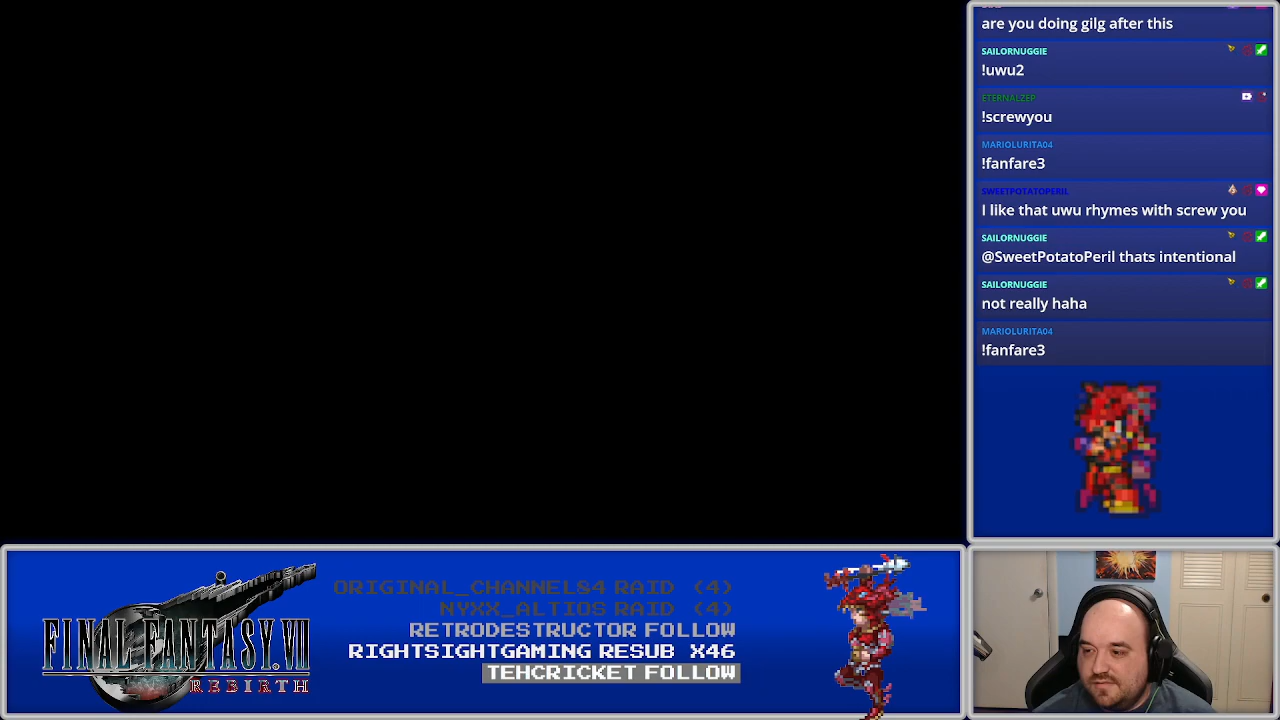 are you doing gilg after this
SAILORNUGGIE
!uwu2
ETERNALZEP
!screwyou
MARIOLURITA04
!fanfare3
SWEETPOTATOPERIL
I like that uwu rhymes with screw you
SAILORNUGGIE
@SweetPotatoPeril thats intentional
SAILORNUGGIE
not really haha
MARIOLURITA04
!fanfare3
FINAL FANTASY VII
REBIRTH
ORIGINAL_CHANNEL84 RAID (4)
NYXX_ALTIOS RAID (4)
RETRODESTRUCTOR FOLLOW
RIGHTSIGHTGAMING RESUB X46
TEHCRICKET FOLLOW